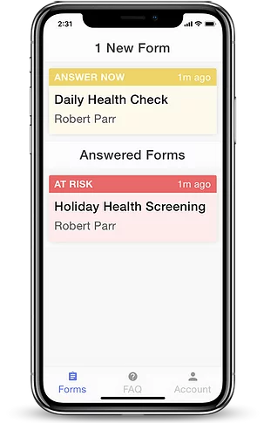 2:31
1 New Form
ANSWER NOW 1m ago
Daily Health Check
Robert Parr
Answered Forms
AT RISK 1m ago
Holiday Health Screening
Robert Parr
Forms FAQ Account